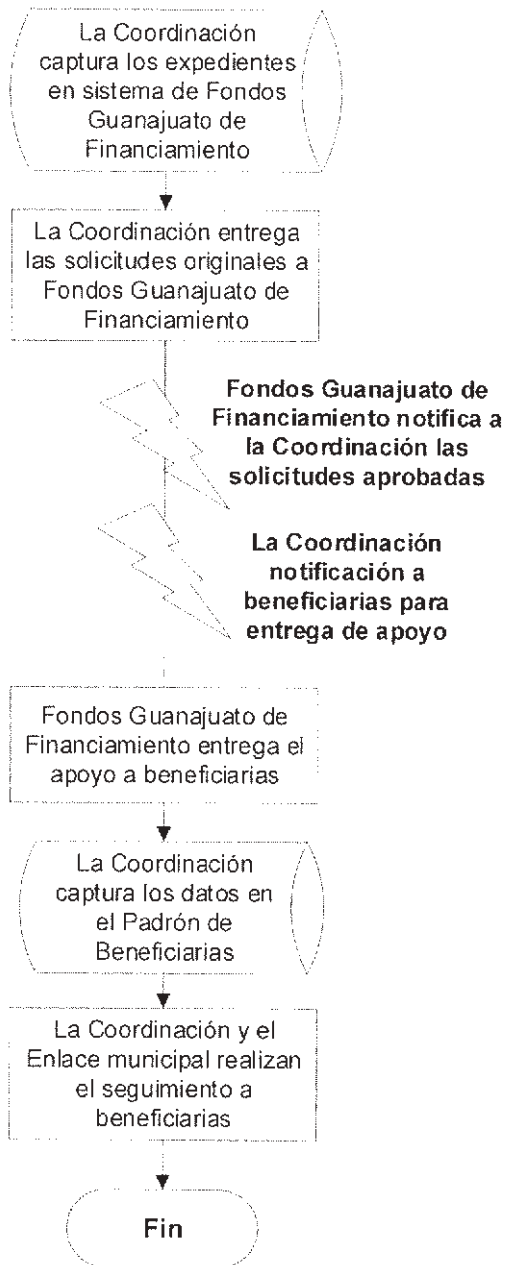 La Coordinación
captura los expedientes
en sistema de Fondos
Guanajuato de
Financiamiento
La Coordinación entrega
las solicitudes originales a
Fondos Guanajuato de
Financiamiento
Fondos Guanajuato de
Financiamiento notifica a
la Coordinación las
solicitudes aprobadas
La Coordinación
notificación a
beneficiarias para
entrega de apoyo
Fondos Guanajuato de
Financiamiento entrega el
apoyo a beneficiarias
La Coordinación
captura los datos en
el Padrón de
Beneficiarias
La Coordinación y el
Enlace municipal realizan
el seguimiento a
beneficiarias
Fin